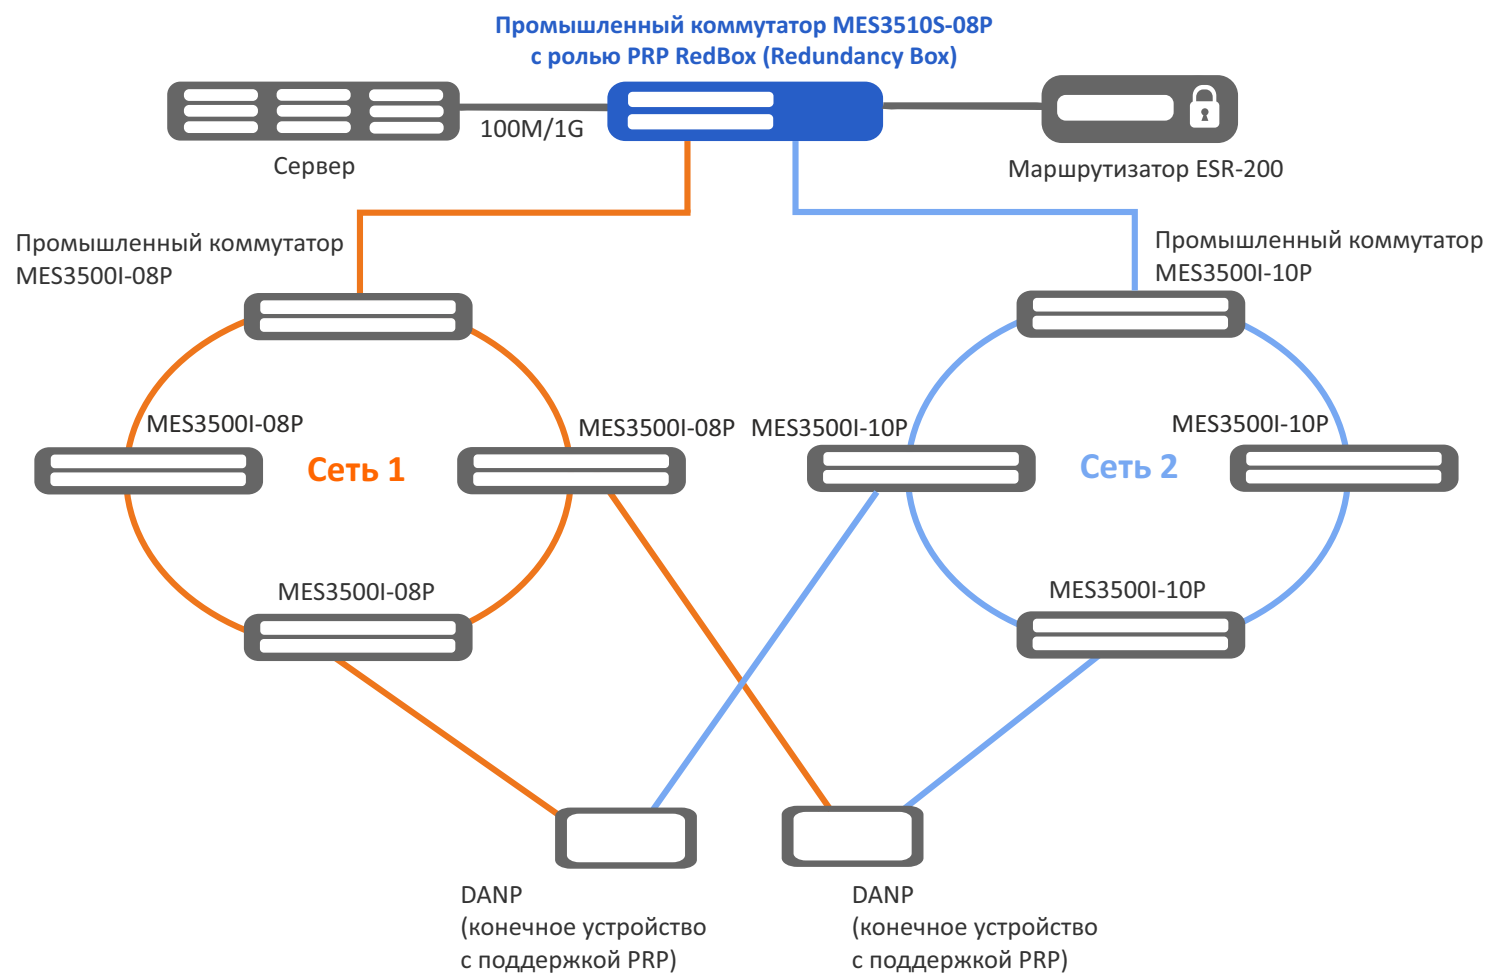 Промышленный коммутатор MES3510S-08P
с ролью PRP RedBox (Redundancy Box)
100M/1G
Сервер
Маршрутизатор ESR-200
Промышленный коммутатор
MES3500I-08P
Промышленный коммутатор
MES3500I-10P
MES3500I-08P
MES3500I-08P
MES3500I-10P
MES3500I-10P
Сеть 1
Сеть 2
MES3500I-08P
MES3500I-10P
DANP
(конечное устройство
с поддержкой PRP)
DANP
(конечное устройство
с поддержкой PRP)